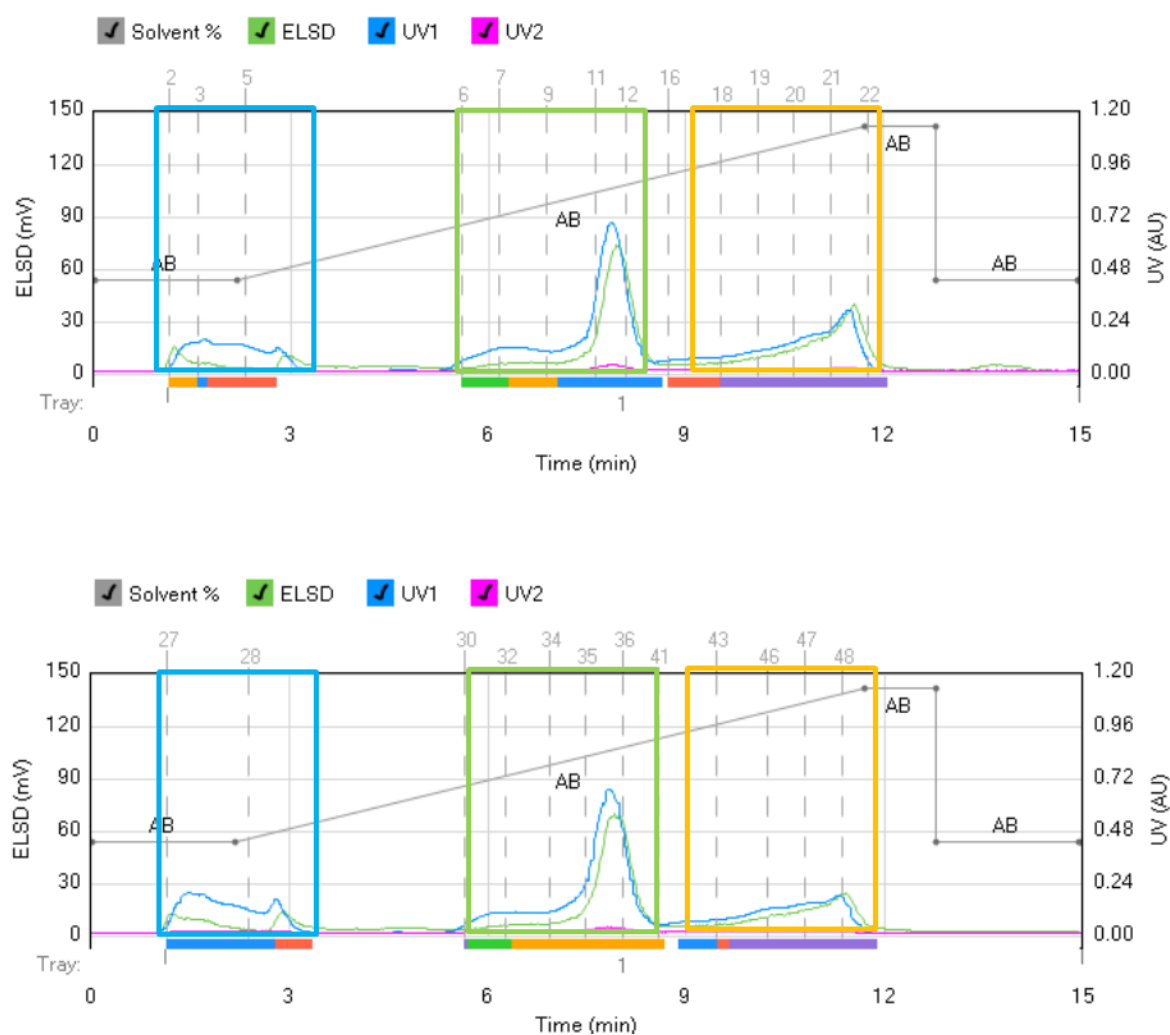 Solvent % ELSD UV1 UV2
2 3 5 6 7 9 11 12 16 18 19 20 21 22
150 1.20
120 0.96
90 0.72
60 0.48
30 0.24
0 0.00
ELSD (mV)
UV (AU)
AB AB AB AB
Tray: 1
0 3 6 9 12 15
Time (min)
Solvent % ELSD UV1 UV2
27 28 30 32 34 35 36 41 43 46 47 48
150 1.20
120 0.96
90 0.72
60 0.48
30 0.24
0 0.00
ELSD (mV)
UV (AU)
AB AB AB AB
Tray: 1
0 3 6 9 12 15
Time (min)